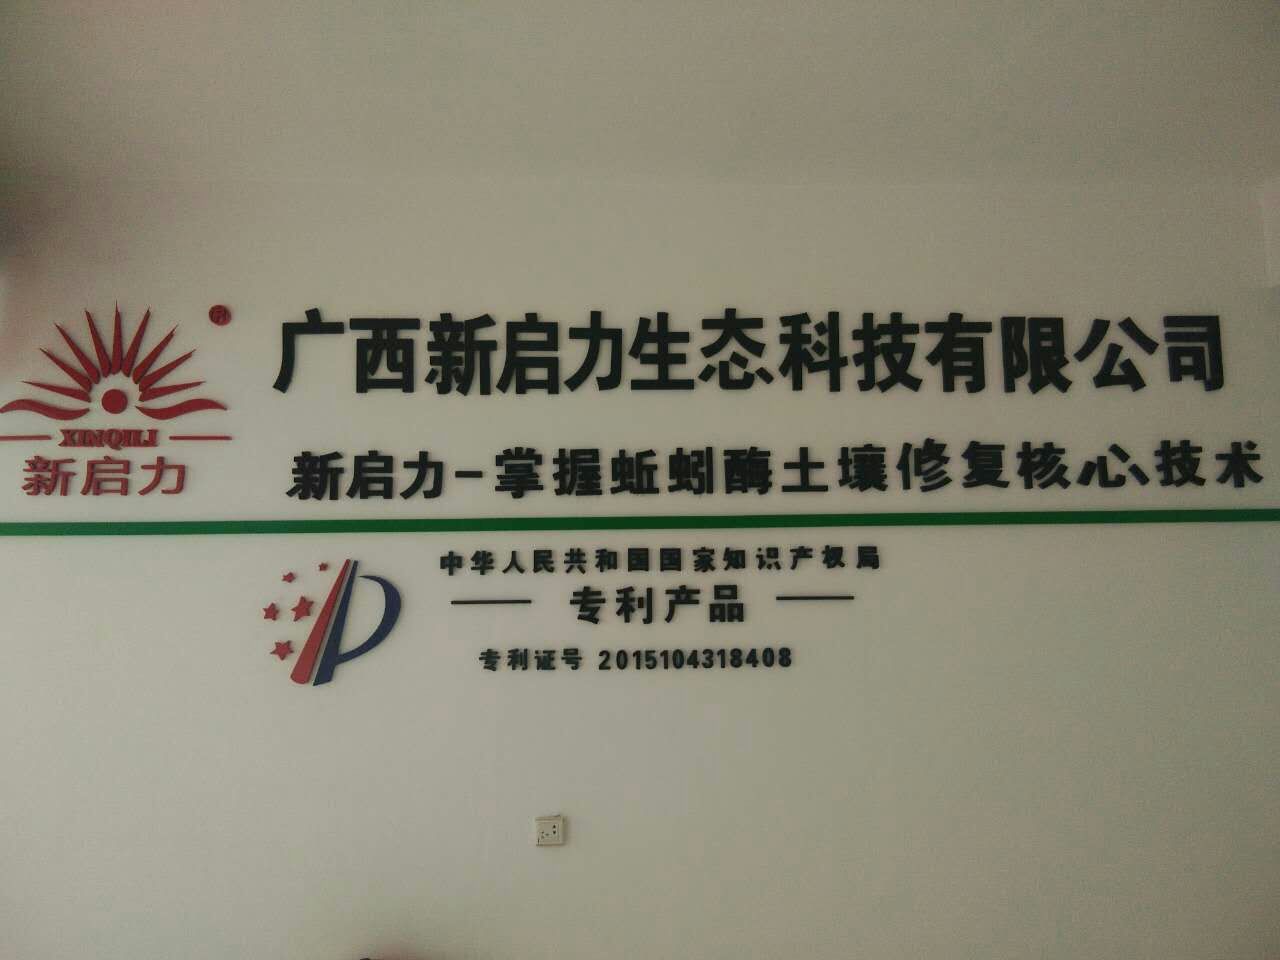 ®
XINQILI
新启力
广西新启力生态科技有限公司
新启力-掌握蚯蚓酶土壤修复核心技术
中华人民共和国国家知识产权局
专利产品
专利证号 2015104318408